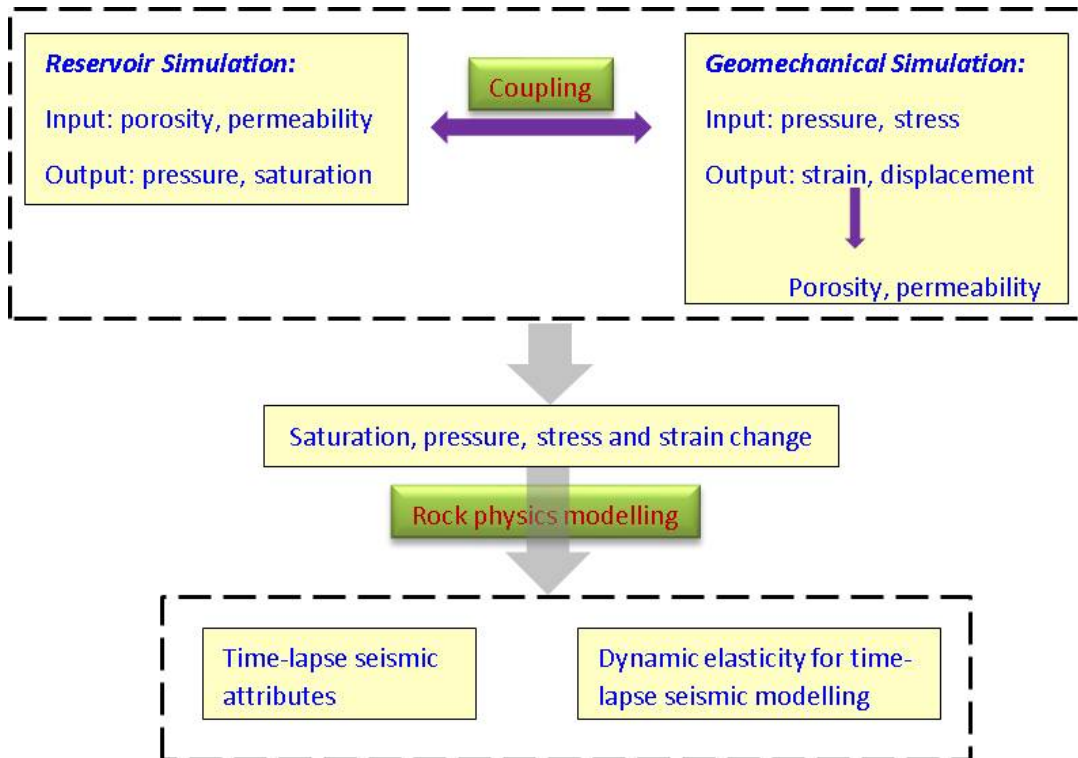 Reservoir Simulation:
Input: porosity, permeability
Output: pressure, saturation
Coupling
Geomechanical Simulation:
Input: pressure, stress
Output: strain, displacement
Porosity, permeability
Saturation, pressure, stress and strain change
Rock physics modelling
Time-lapse seismic
attributes
Dynamic elasticity for time-
lapse seismic modelling